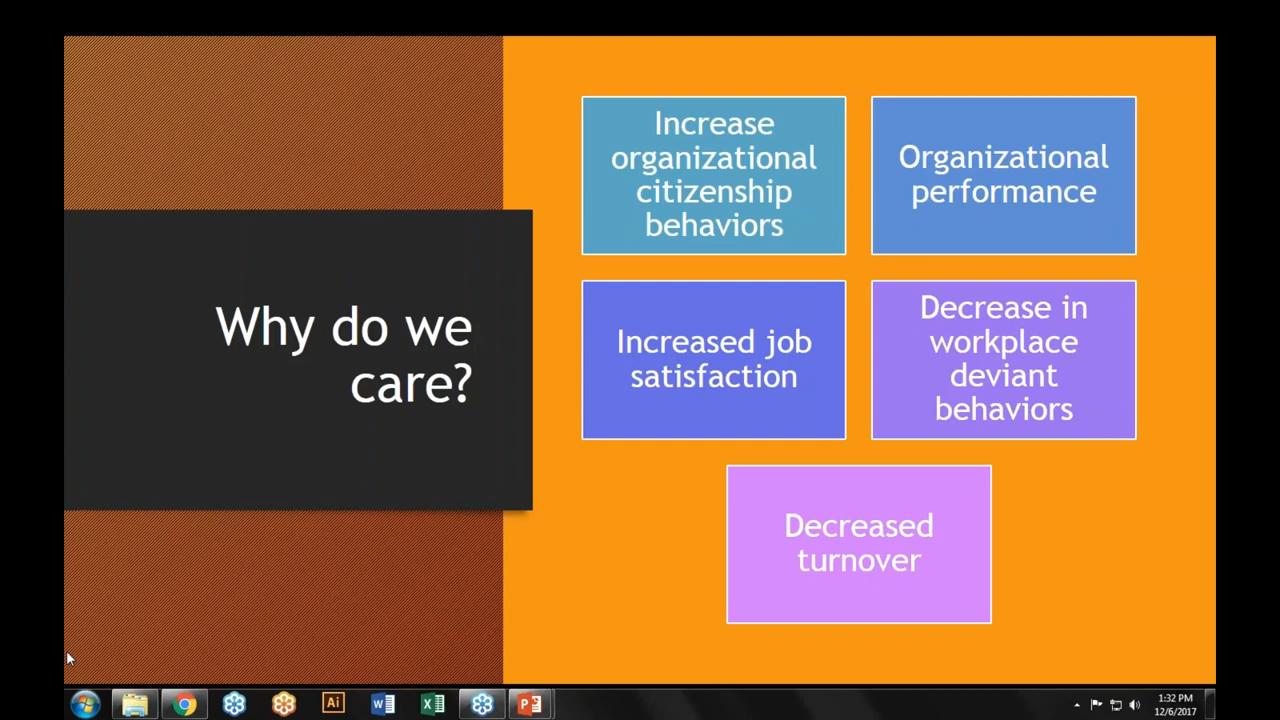 Why do we
care?
Increase
organizational
citizenship
behaviors
Organizational
performance
Increased job
satisfaction
Decrease in
workplace
deviant
behaviors
Decreased
turnover
Ai
W
X
P
1:32 PM
12/6/2017